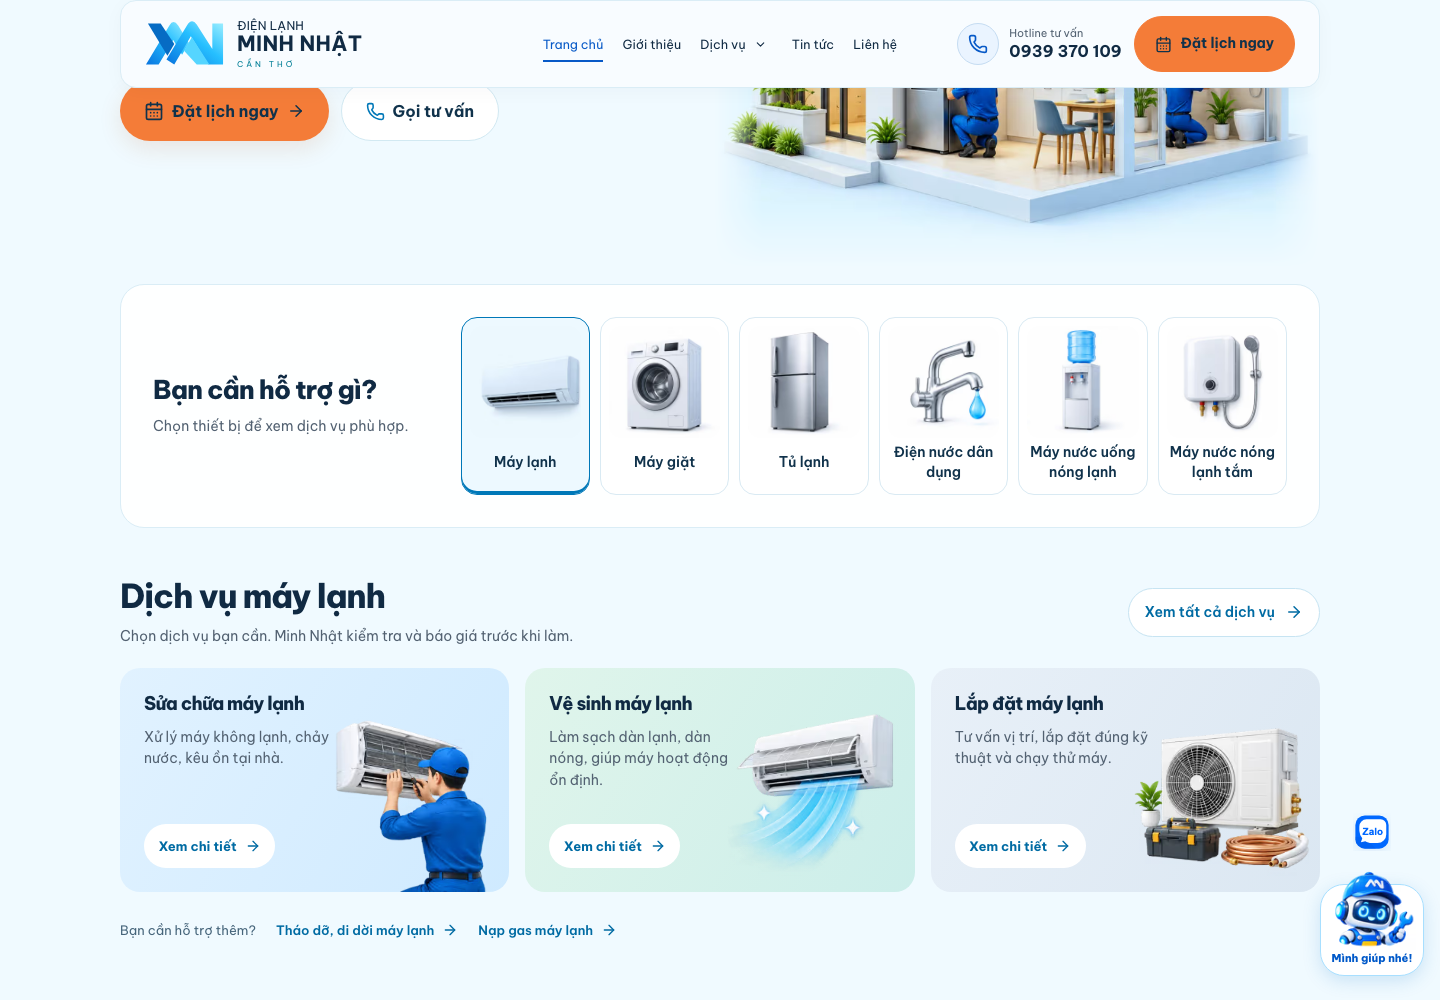 ĐIỆN LẠNH
MINH NHẬT
CẦN THƠ
Trang chủ
Giới thiệu
Dịch vụ
Tin tức
Liên hệ
Hotline tư vấn
0939 370 109
Đặt lịch ngay
Đặt lịch ngay
Gọi tư vấn
Bạn cần hỗ trợ gì?
Chọn thiết bị để xem dịch vụ phù hợp.
Máy lạnh
Máy giặt
Tủ lạnh
Điện nước dân
dụng
Máy nước uống
nóng lạnh
Máy nước nóng
lạnh tắm
Dịch vụ máy lạnh
Chọn dịch vụ bạn cần. Minh Nhật kiểm tra và báo giá trước khi làm.
Xem tất cả dịch vụ
Sửa chữa máy lạnh
Xử lý máy không lạnh, chảy
nước, kêu ồn tại nhà.
Xem chi tiết
Vệ sinh máy lạnh
Làm sạch dàn lạnh, dàn
nóng, giúp máy hoạt động
ổn định.
Xem chi tiết
Lắp đặt máy lạnh
Tư vấn vị trí, lắp đặt đúng kỹ
thuật và chạy thử máy.
Xem chi tiết
Zalo
Bạn cần hỗ trợ thêm?
Tháo dỡ, di dời máy lạnh
Nạp gas máy lạnh
Mình giúp nhé!